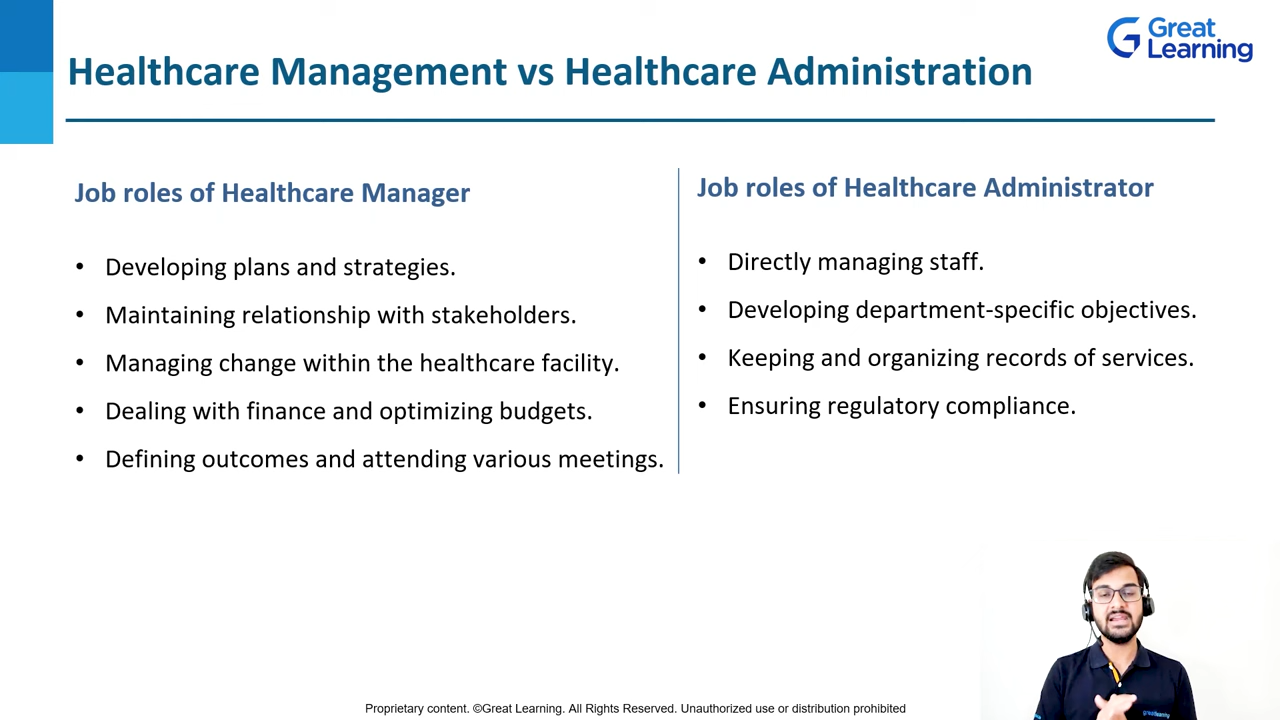 Great
Learning
Healthcare Management vs Healthcare Administration
Job roles of Healthcare Manager
• Developing plans and strategies.
• Maintaining relationship with stakeholders.
• Managing change within the healthcare facility.
• Dealing with finance and optimizing budgets.
• Defining outcomes and attending various meetings.
Job roles of Healthcare Administrator
• Directly managing staff.
• Developing department-specific objectives.
• Keeping and organizing records of services.
• Ensuring regulatory compliance.
greatlearning
Proprietary content. ©Great Learning. All Rights Reserved. Unauthorized use or distribution prohibited